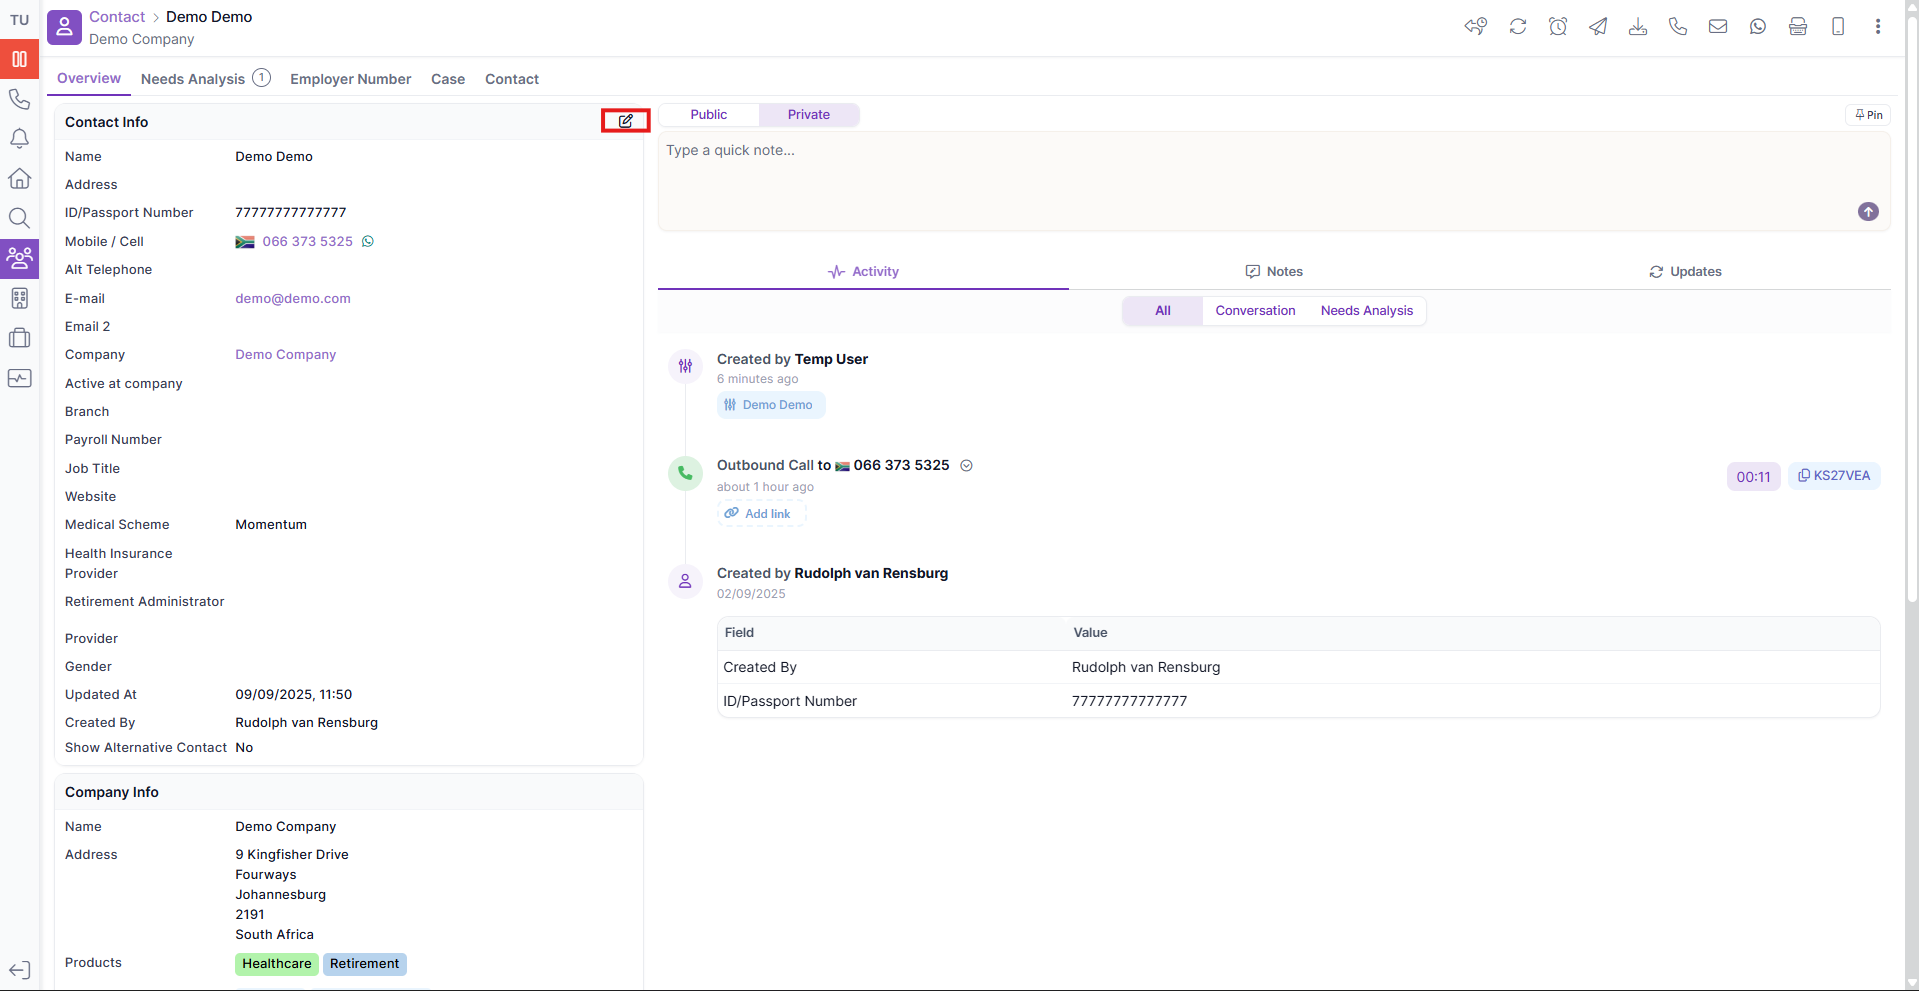 TU
Contact > Demo Demo
Demo Company
Overview
Needs Analysis 1
Employer Number
Case
Contact
Contact Info
Name Demo Demo
Address
ID/Passport Number 77777777777777
Mobile / Cell 066 373 5325
Alt Telephone
E-mail demo@demo.com
Email 2
Company Demo Company
Active at company
Branch
Payroll Number
Job Title
Website
Medical Scheme Momentum
Health Insurance
Provider
Retirement Administrator
Provider
Gender
Updated At 09/09/2025, 11:50
Created By Rudolph van Rensburg
Show Alternative Contact No
Company Info
Name Demo Company
Address 9 Kingfisher Drive
Fourways
Johannesburg
2191
South Africa
Products Healthcare Retirement
Public Private
Pin
Type a quick note...
Activity
Notes
Updates
All Conversation Needs Analysis
Created by Temp User
6 minutes ago
Demo Demo
Outbound Call to 066 373 5325
00:11 KS27VEA
about 1 hour ago
Add link
Created by Rudolph van Rensburg
02/09/2025
Field Value
Created By Rudolph van Rensburg
ID/Passport Number 77777777777777